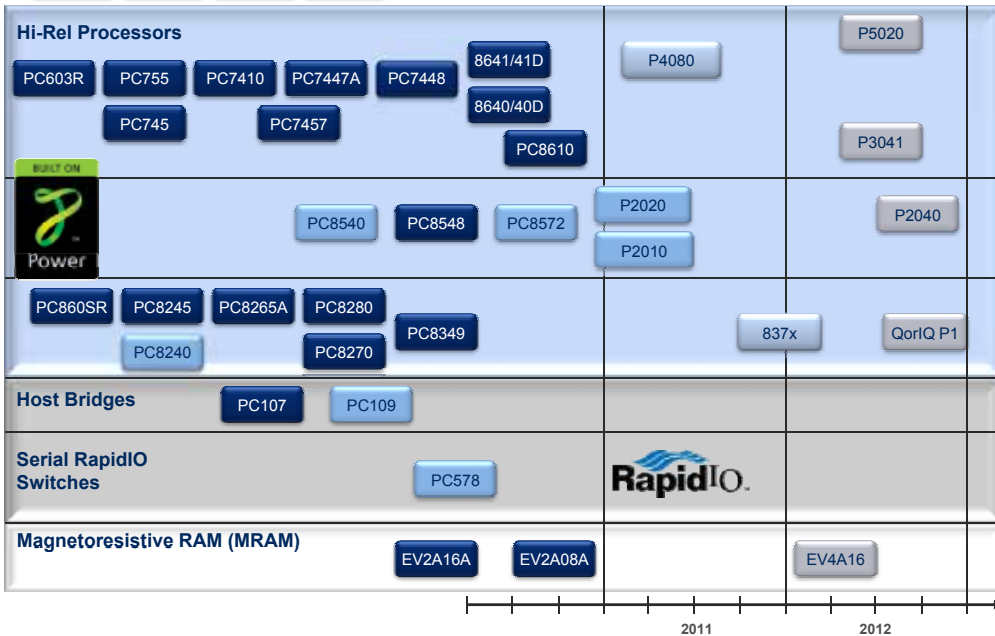 Hi-Rel Processors
PC603R
PC755
PC7410
PC7447A
PC7448
8641/41D
P4080
P5020
PC745
PC7457
8640/40D
PC8610
P3041
BUILT ON
Power
PC8540
PC8548
PC8572
P2020
P2010
P2040
PC860SR
PC8245
PC8265A
PC8280
PC8349
837x
QorIQ P1
PC8240
PC8270
Host Bridges
PC107
PC109
Serial RapidIO
Switches
PC578
RapidIO
Magnetoresistive RAM (MRAM)
EV2A16A
EV2A08A
EV4A16
2011
2012